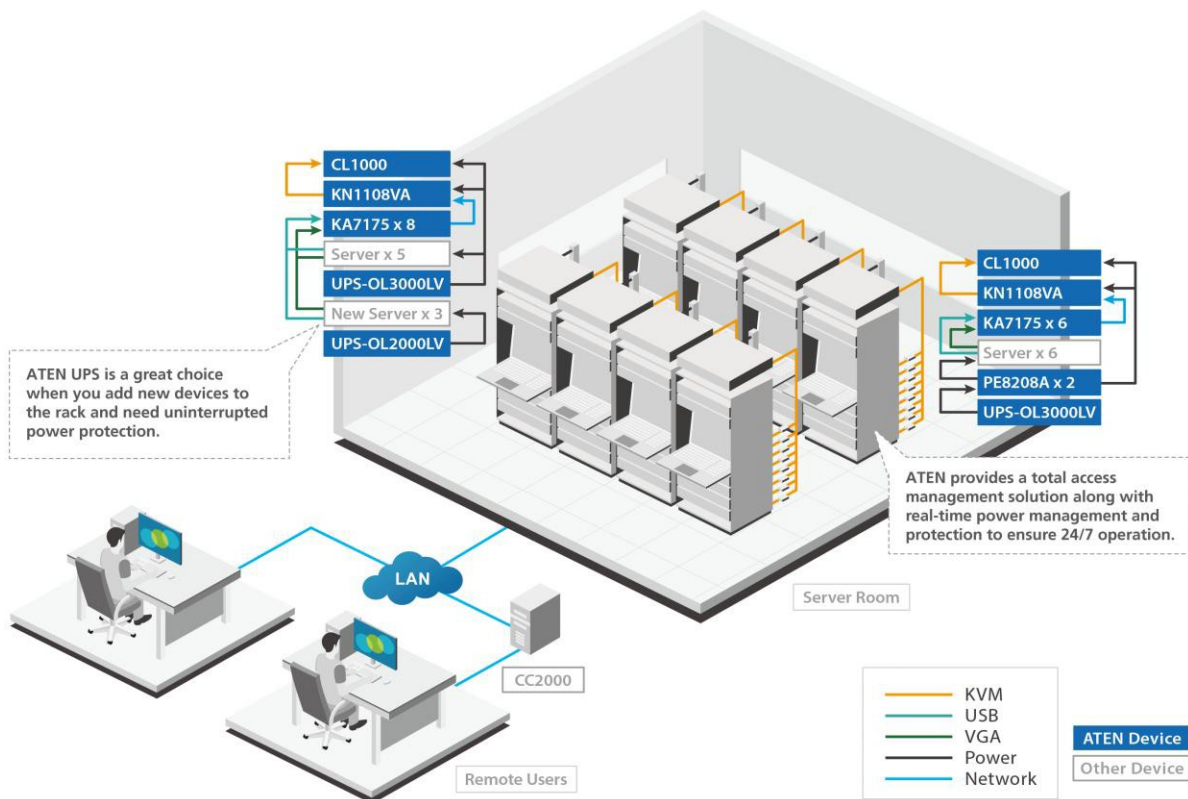 CL1000
KN1108VA
KA7175 x 8
Server x 5
UPS-OL3000LV
New Server x 3
UPS-OL2000LV
ATEN UPS is a great choice
when you add new devices to
the rack and need uninterrupted
power protection.
CL1000
KN1108VA
KA7175 x 6
Server x 6
PE8208A x 2
UPS-OL3000LV
ATEN provides a total access
management solution along with
real-time power management and
protection to ensure 24/7 operation.
Server Room
LAN
CC2000
Remote Users
KVM
USB
VGA
Power
Network
ATEN Device
Other Device